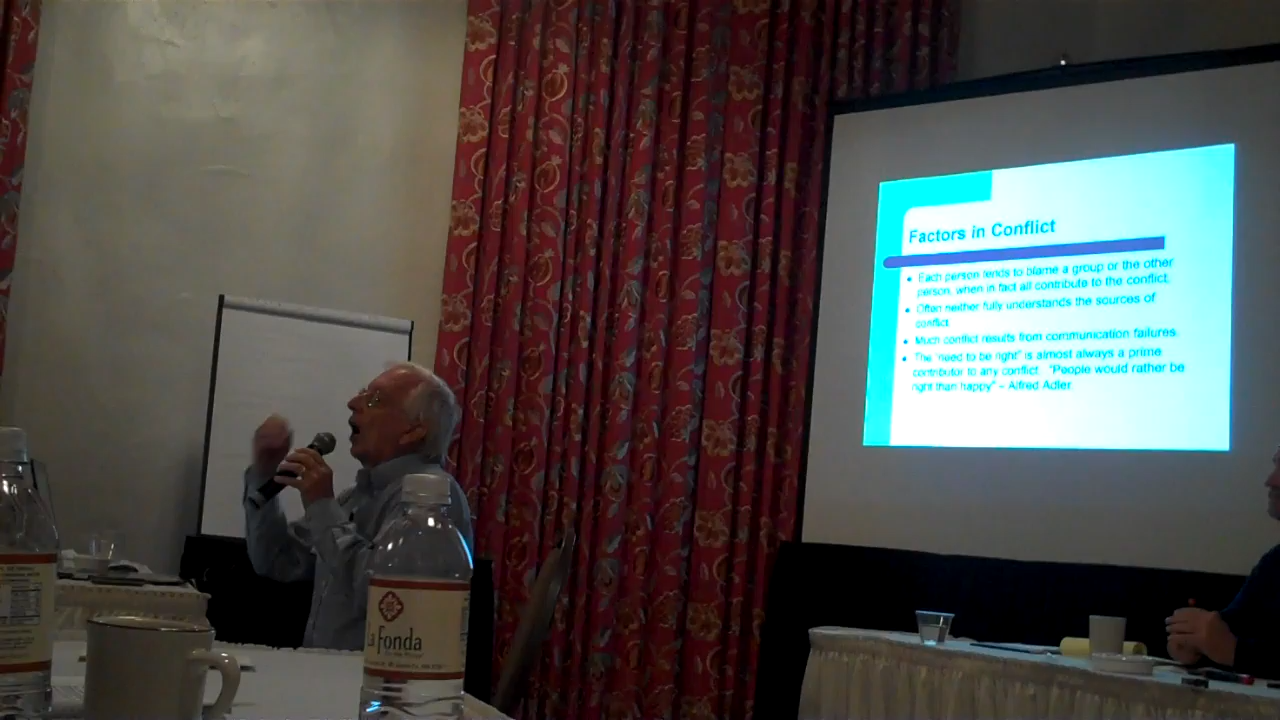 Factors in Conflict
• Each person tends to blame a group or the other
person, when in fact all contribute to the conflict.
• Often neither fully understands the sources of
conflict.
• Much conflict results from communication failures.
• The "need to be right" is almost always a prime
contributor to any conflict. "People would rather be
right than happy" – Alfred Adler
La Fonda